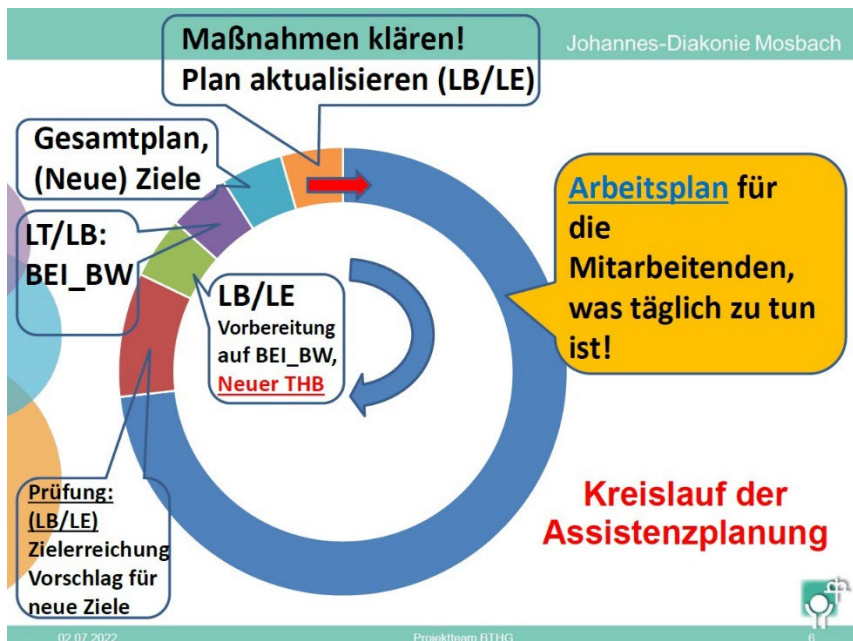 Johannes-Diakonie Mosbach
Maßnahmen klären!
Plan aktualisieren (LB/LE)
Gesamtplan,
(Neue) Ziele
LT/LB:
BEI_BW
LB/LE
Vorbereitung
auf BEI_BW,
Neuer THB
Prüfung:
(LB/LE)
Zielerreichung
Vorschlag für
neue Ziele
Arbeitsplan für
die
Mitarbeitenden,
was täglich zu tun
ist!
Kreislauf der
Assistenzplanung
02.07.2022
Projektteam BTHG
6